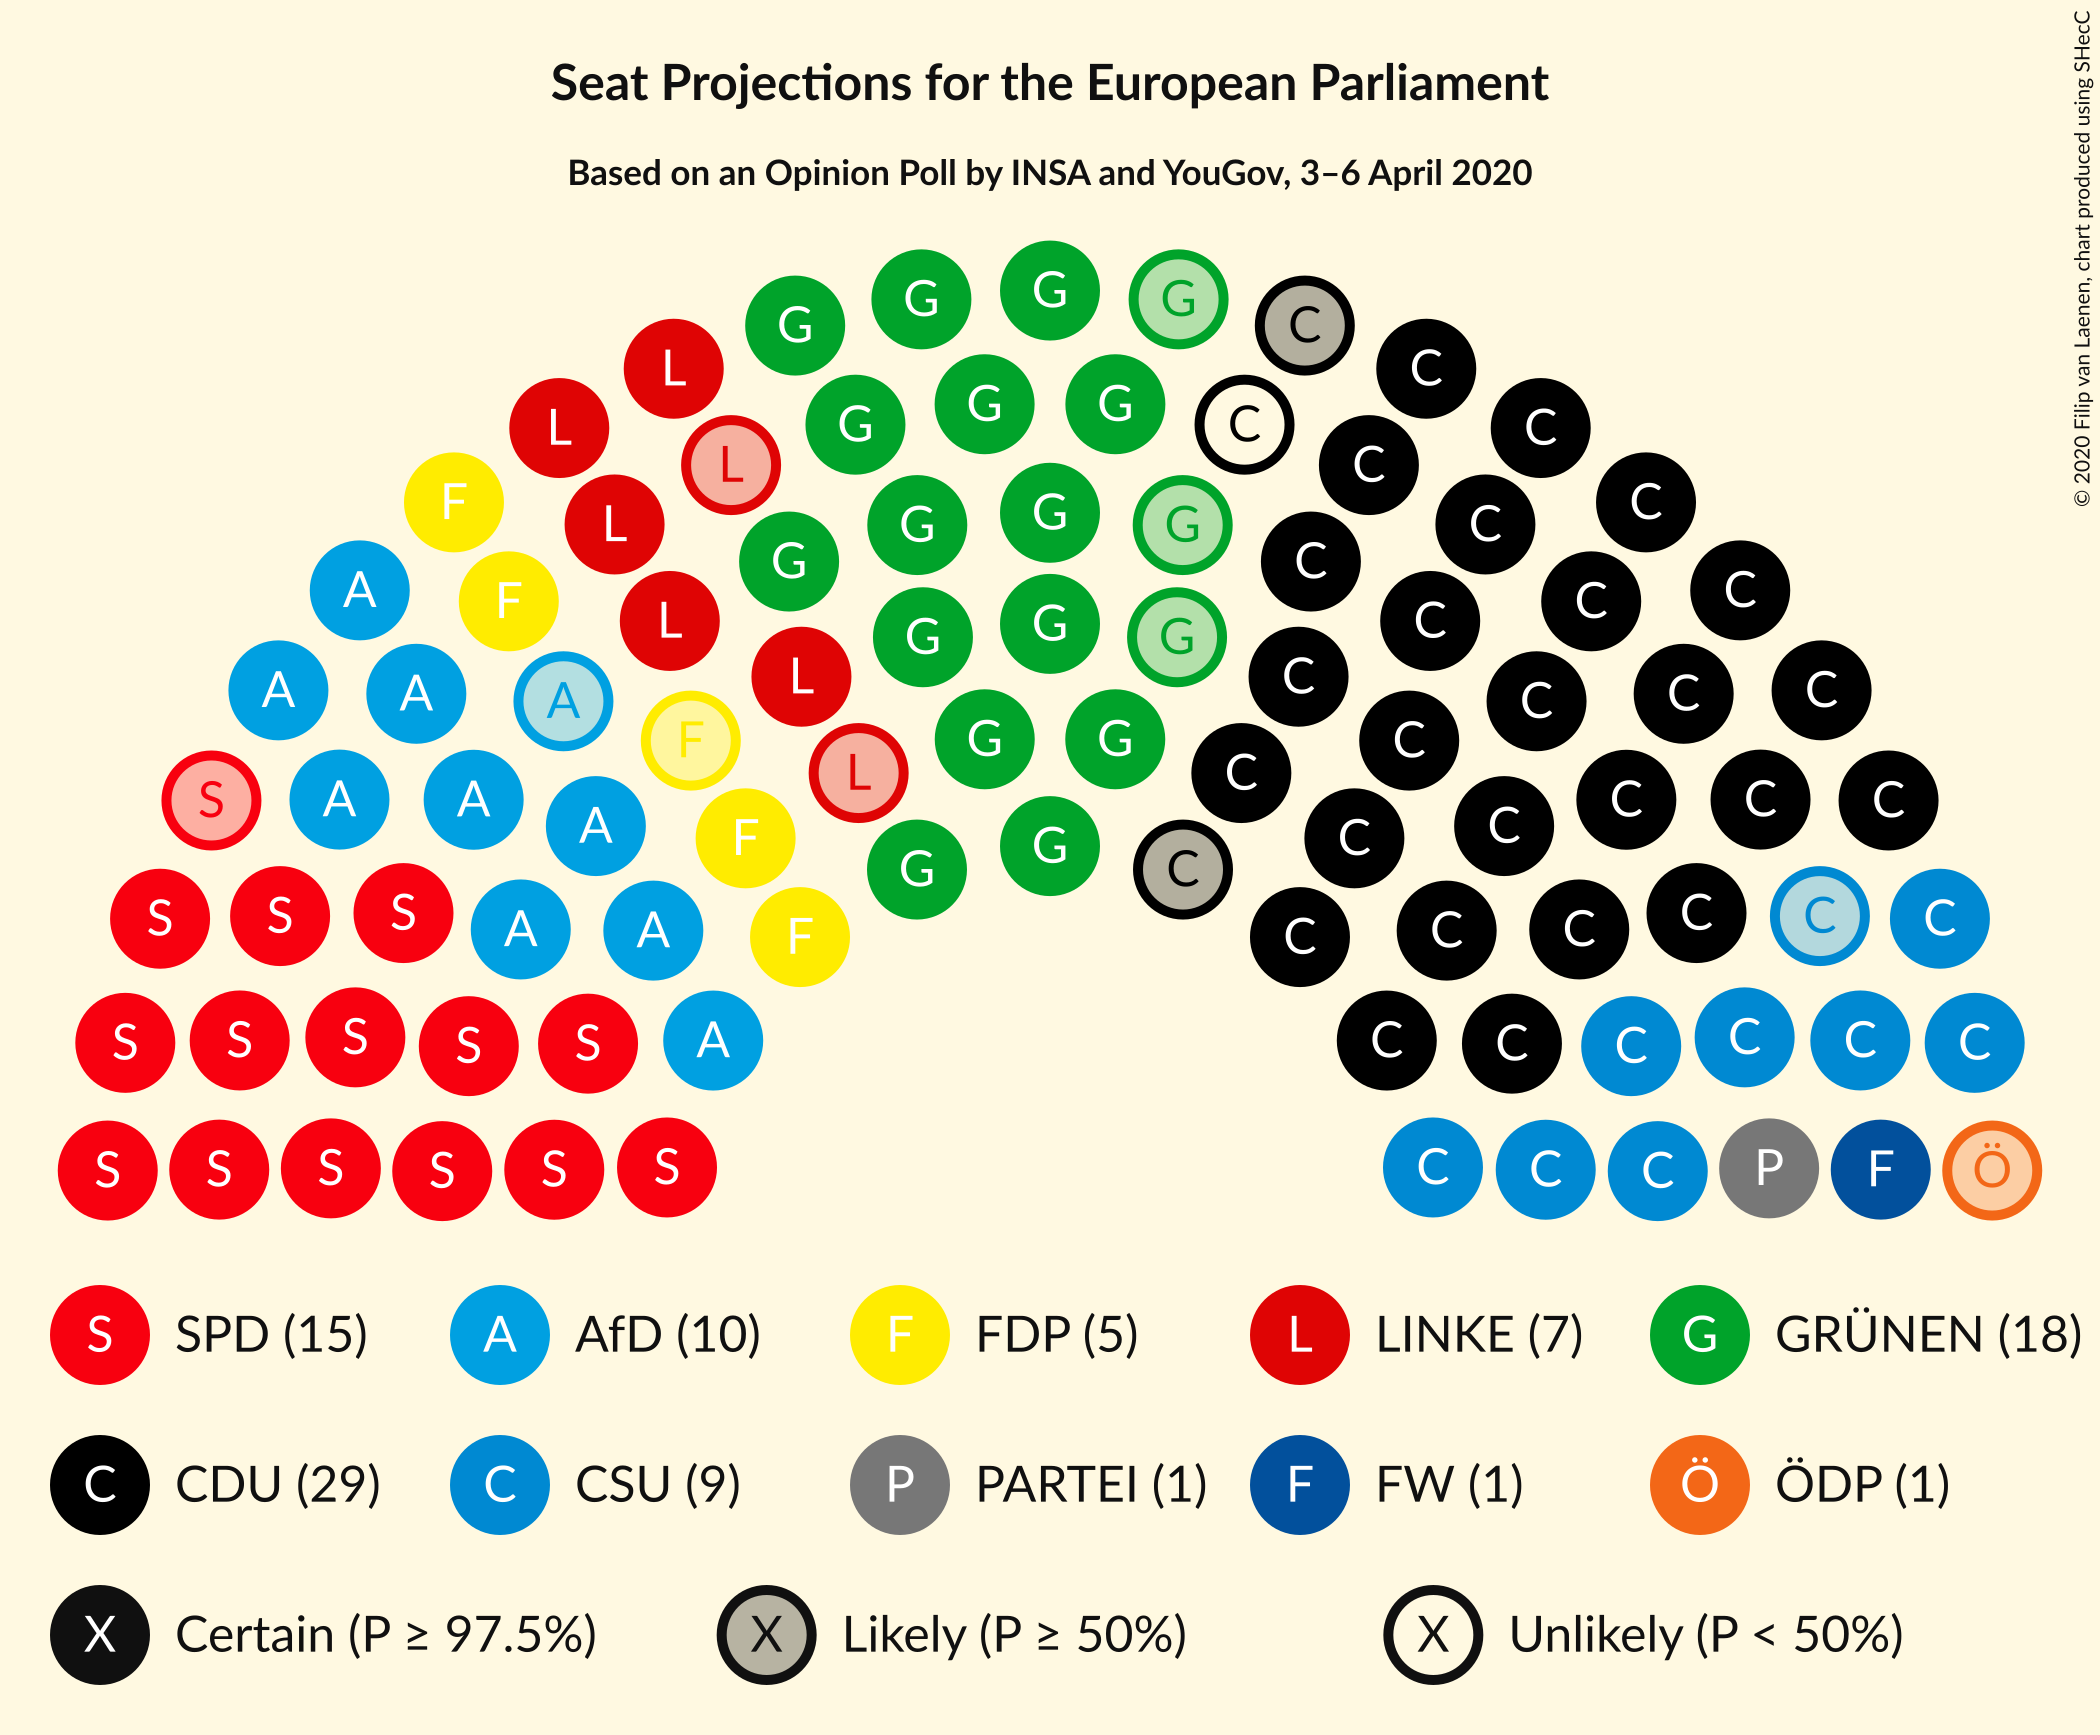 Seat Projections for the European Parliament
Based on an Opinion Poll by INSA and YouGov, 3–6 April 2020
© 2020 Filip van Laenen, chart produced using SHecC
G G G G C
L G G G C C
L L C C
F L G G G G C C C
A F L G G G C C C
A A A F L G G C C C C C
S A A A F L G G C C C C C C C
S S S A A F G G C C C C C C C
S S S S S A C C C C C C
S S S S S S C C C P F Ö
S SPD (15) A AfD (10) F FDP (5) L LINKE (7) G GRÜNEN (18)
C CDU (29) C CSU (9) P PARTEI (1) F FW (1) Ö ÖDP (1)
X Certain (P ≥ 97.5%) X Likely (P ≥ 50%) X Unlikely (P < 50%)